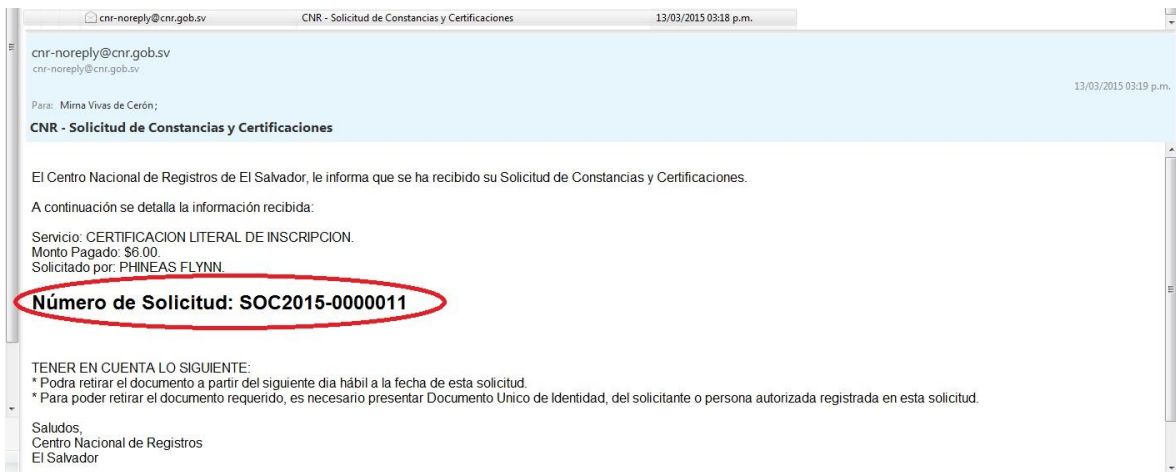 cnr-noreply@cnr.gob.sv CNR - Solicitud de Constancias y Certificaciones 13/03/2015 03:18 p.m.
cnr-noreply@cnr.gob.sv
cnr-noreply@cnr.gob.sv
13/03/2015 03:19 p.m.
Para: Mirna Vivas de Cerón;
CNR - Solicitud de Constancias y Certificaciones
El Centro Nacional de Registros de El Salvador, le informa que se ha recibido su Solicitud de Constancias y Certificaciones.
A continuación se detalla la información recibida:
Servicio: CERTIFICACION LITERAL DE INSCRIPCION.
Monto Pagado: $6.00.
Solicitado por: PHINEAS FLYNN.
Número de Solicitud: SOC2015-0000011
TENER EN CUENTA LO SIGUIENTE:
* Podra retirar el documento a partir del siguiente dia hábil a la fecha de esta solicitud.
* Para poder retirar el documento requerido, es necesario presentar Documento Unico de Identidad, del solicitante o persona autorizada registrada en esta solicitud.
Saludos,
Centro Nacional de Registros
El Salvador